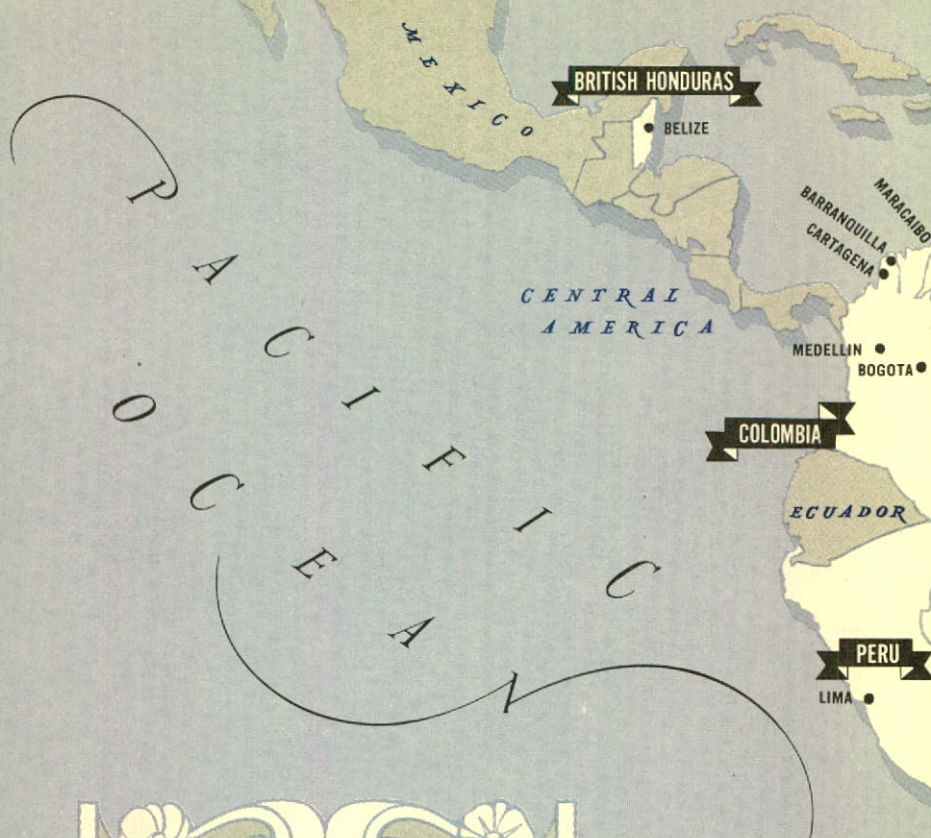 MEXICO
BRITISH HONDURAS
BELIZE
PACIFIC
OCEAN
MARACAIBO
BARRANQUILLA
CARTAGENA
CENTRAL
AMERICA
MEDELLIN
BOGOTA
COLOMBIA
ECUADOR
PERU
LIMA